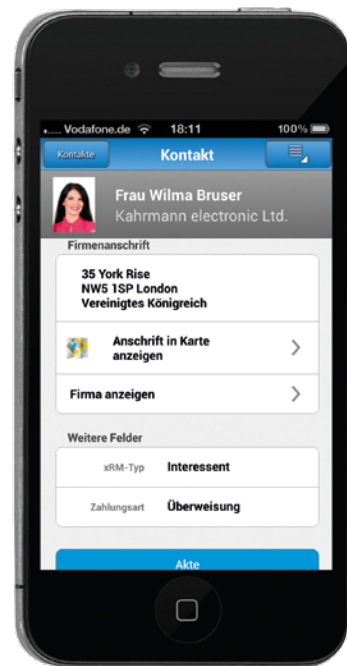 ..... Vodafone.de 18:11 100%
Kontakte Kontakt
Frau Wilma Bruser
Kahrmann electronic Ltd.
Firmenanschrift
35 York Rise
NW5 1SP London
Vereinigtes Königreich
Anschrift in Karte
anzeigen
Firma anzeigen
Weitere Felder
xRM-Typ Interessent
Zahlungsart Überweisung
Akte